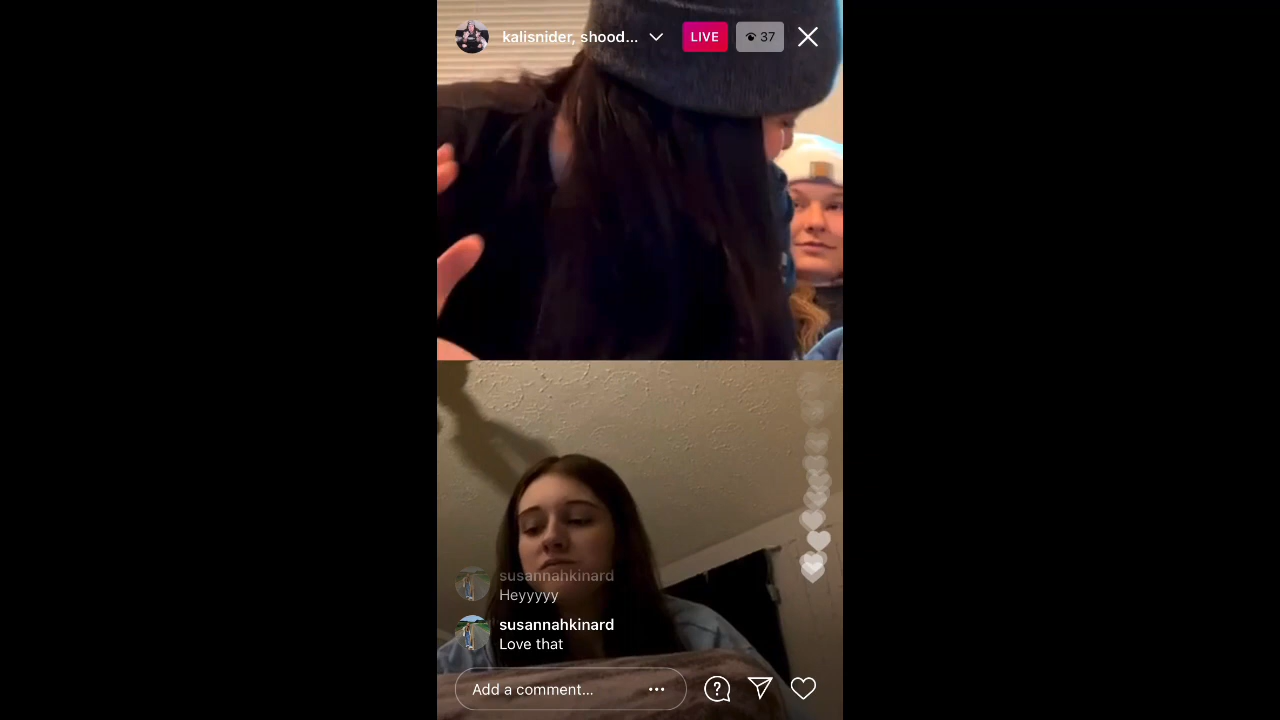 kalisnider, shood...
LIVE
37
susannahkinard
Heyyyyy
susannahkinard
Love that
Add a comment...